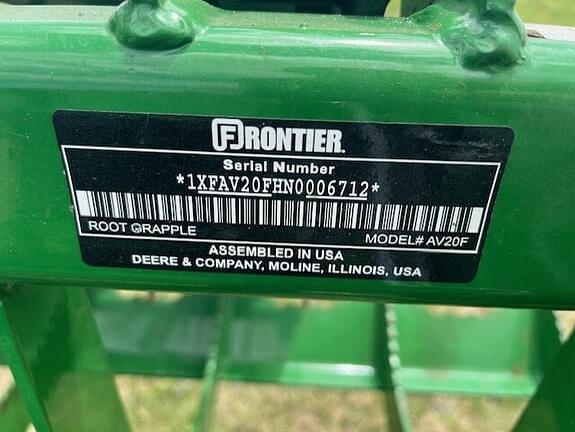 FRONTIER
Serial Number
*1XFAV20FHN0006712*
ROOT GRAPPLE MODEL# AV20F
ASSEMBLED IN USA
DEERE & COMPANY, MOLINE, ILLINOIS, USA